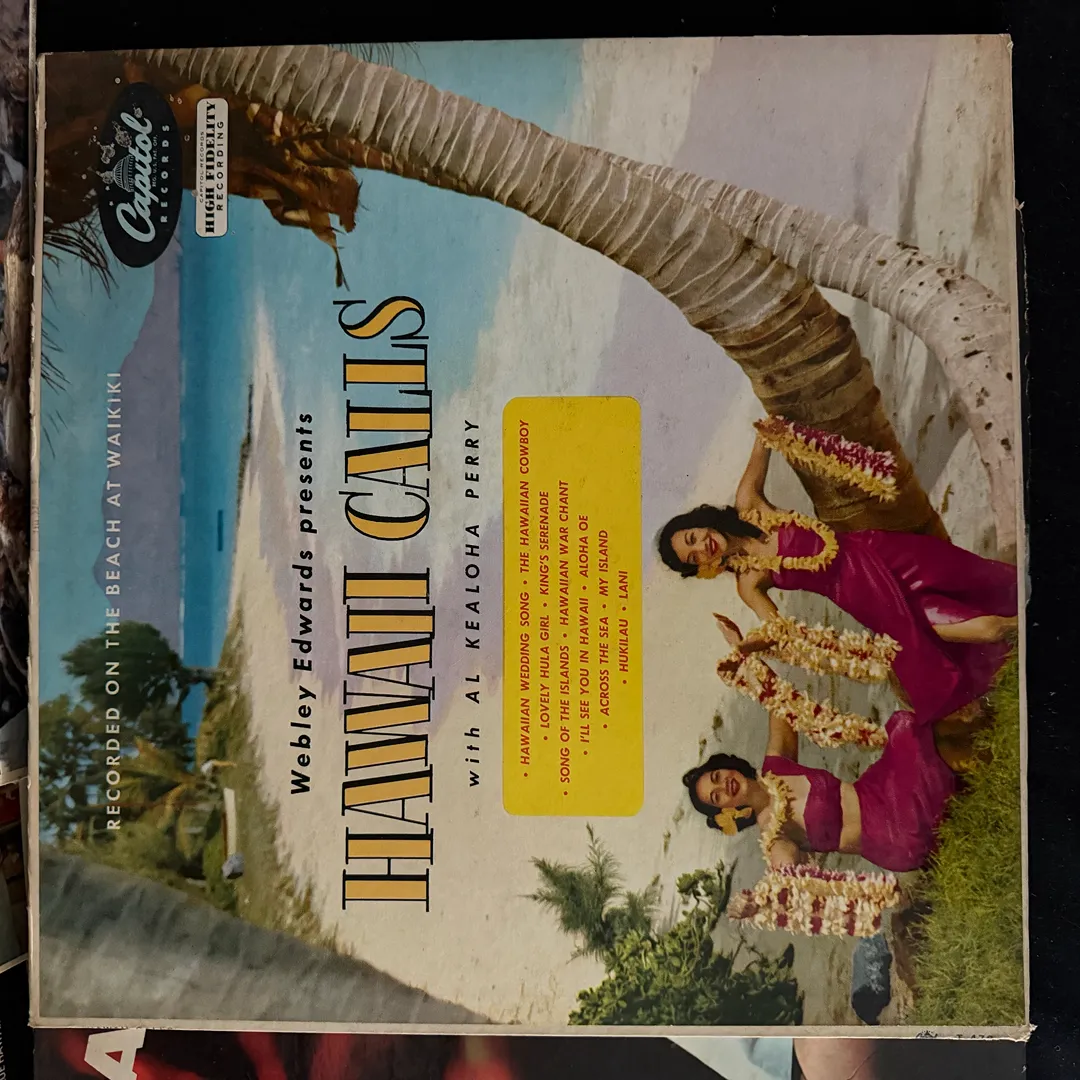 RECORDED ON THE BEACH AT WAIKIKI
Capitol
RECORDS
CAPITOL RECORDS
HIGH FIDELITY
RECORDING
Webley Edwards presents
HAWAII CALLS
with AL KEALOHA PERRY
• HAWAIIAN WEDDING SONG • THE HAWAIIAN COWBOY
• LOVELY HULA GIRL • KING'S SERENADE
• SONG OF THE ISLANDS • HAWAIIAN WAR CHANT
• I'LL SEE YOU IN HAWAII • ALOHA OE
• ACROSS THE SEA • MY ISLAND
• HUKILAU • LANI
A